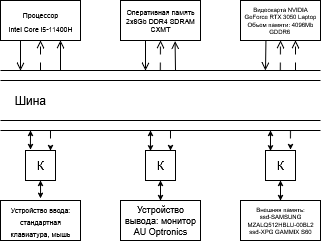 Процессор
Intel Core I5-11400H
Оперативная память
2x8Gb DDR4 SDRAM
CXMT
Видеокарта NVIDIA
GeForce RTX 3050 Laptop
Объем памяти: 4096Mb
GDDR6
Шина
К
К
К
Устройство ввода:
стандартная
клавиатура, мышь
Устройство
вывода: монитор
AU Optronics
Внешняя память:
ssd-SAMSUNG
MZALQ512HBLU-00BL2
ssd-XPG GAMMIX S80